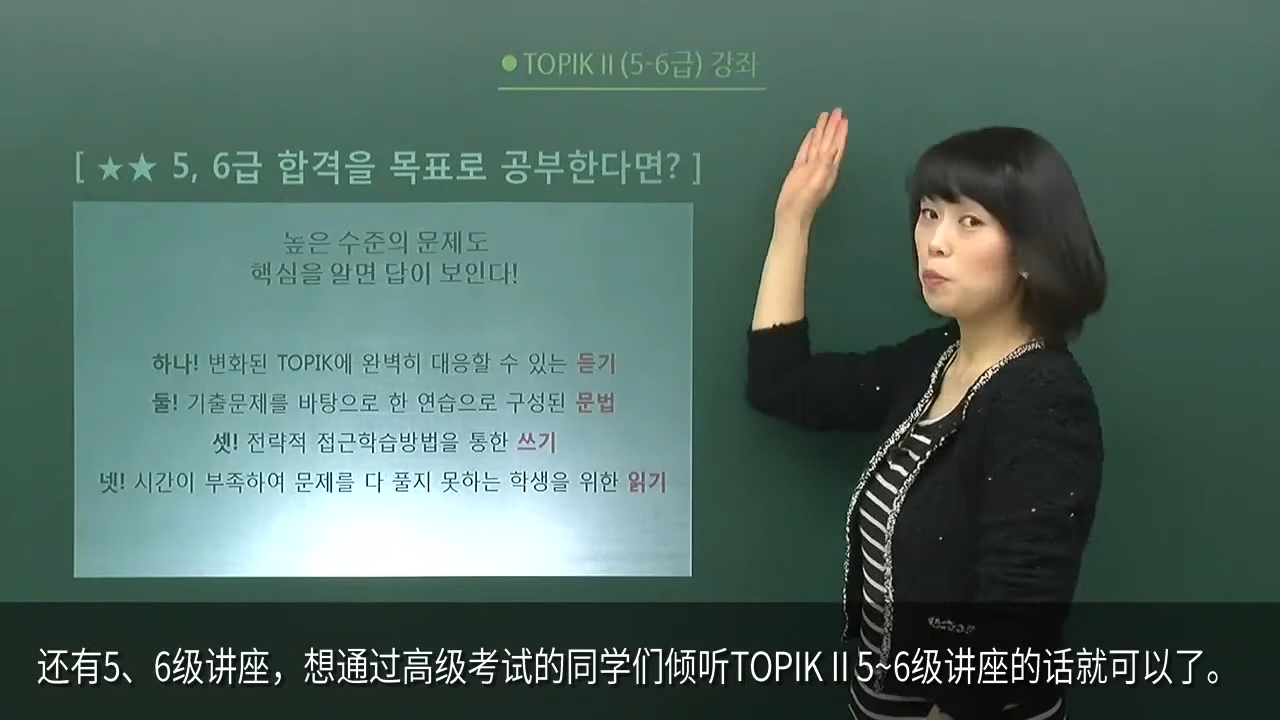 ● TOPIK II (5-6급) 강좌
[ ★★ 5, 6급 합격을 목표로 공부한다면? ]
높은 수준의 문제도
핵심을 알면 답이 보인다!
하나! 변화된 TOPIK에 완벽히 대응할 수 있는 듣기
둘! 기출문제를 바탕으로 한 연습으로 구성된 문법
셋! 전략적 접근학습방법을 통한 쓰기
넷! 시간이 부족하여 문제를 다 풀지 못하는 학생을 위한 읽기
还有5、6级讲座，想通过高级考试的同学们倾听TOPIKⅡ5~6级讲座的话就可以了。